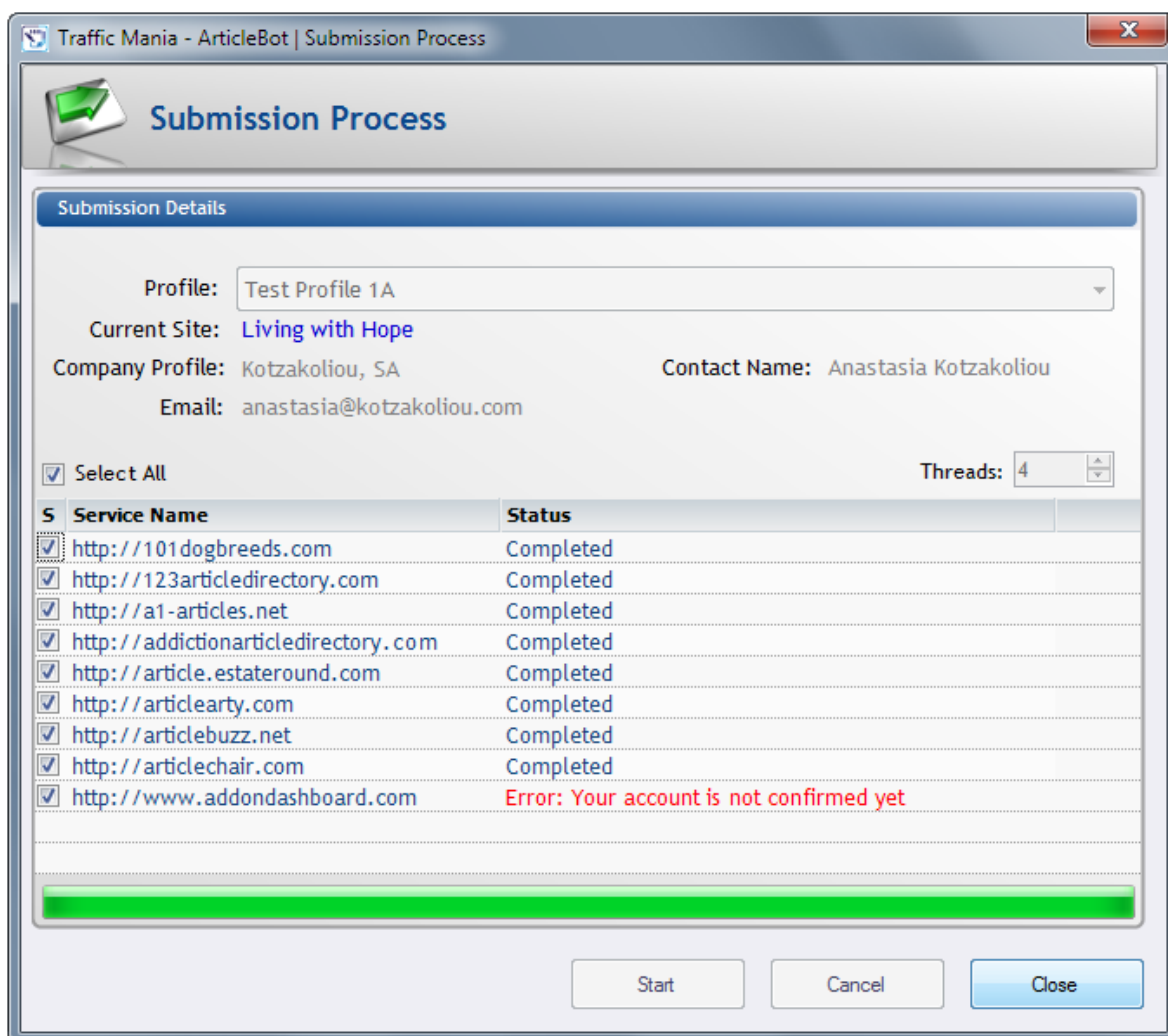 Traffic Mania - ArticleBot | Submission Process
Submission Process
Submission Details
Profile: Test Profile 1A
Current Site: Living with Hope
Company Profile: Kotzakoliou, SA Contact Name: Anastasia Kotzakoliou
Email: anastasia@kotzakoliou.com
Select All Threads: 4
S Service Name Status
http://101dogbreeds.com Completed
http://123articledirectory.com Completed
http://a1-articles.net Completed
http://addictionarticledirectory.com Completed
http://article.estateround.com Completed
http://articlearty.com Completed
http://articlebuzz.net Completed
http://articlechair.com Completed
http://www.addondashboard.com Error: Your account is not confirmed yet
Start Cancel Close